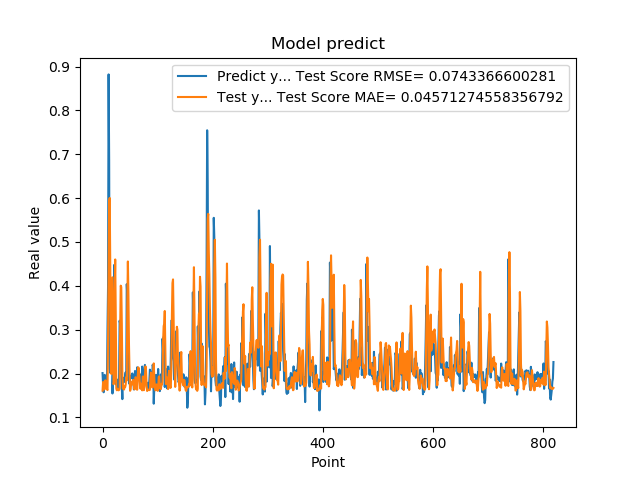 Model predict
Predict y... Test Score RMSE= 0.0743366600281
Test y... Test Score MAE= 0.04571274558356792
0.9
0.8
0.7
0.6
0.5
0.4
0.3
0.2
0.1
Real value
0 200 400 600 800
Point